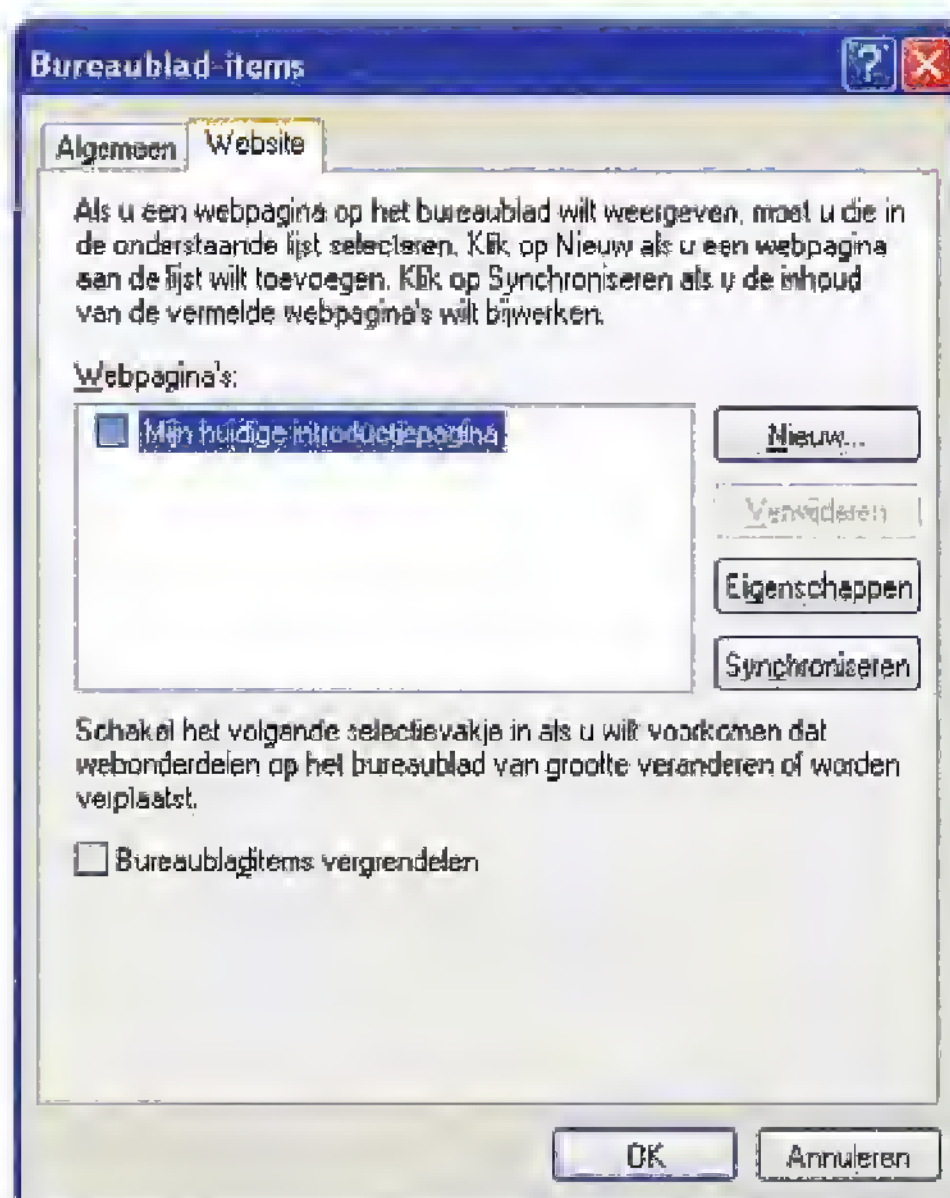 Bureaublad-items
Algemeen Website
Als u een webpagina op het bureaublad wilt weergeven, moet u die in
de onderstaande lijst selecteren. Klik op Nieuw als u een webpagina
aan de lijst wilt toevoegen. Klik op Synchroniseren als u de inhoud
van de vermelde webpagina's wilt bijwerken.
Webpagina's:
Mijn huidige introductiepagina
Nieuw...
Verwijderen
Eigenschappen
Synchroniseren
Schakel het volgende selectievakje in als u wilt voorkomen dat
webonderdelen op het bureaublad van grootte veranderen of worden
verplaatst.
Bureaubladitems vergrendelen
OK Annuleren